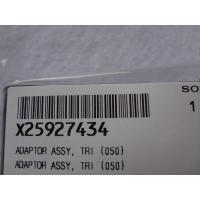 SO
1
X25927434
ADAPTOR ASSY, TRI (050)
ADAPTOR ASSY, TRI (050)